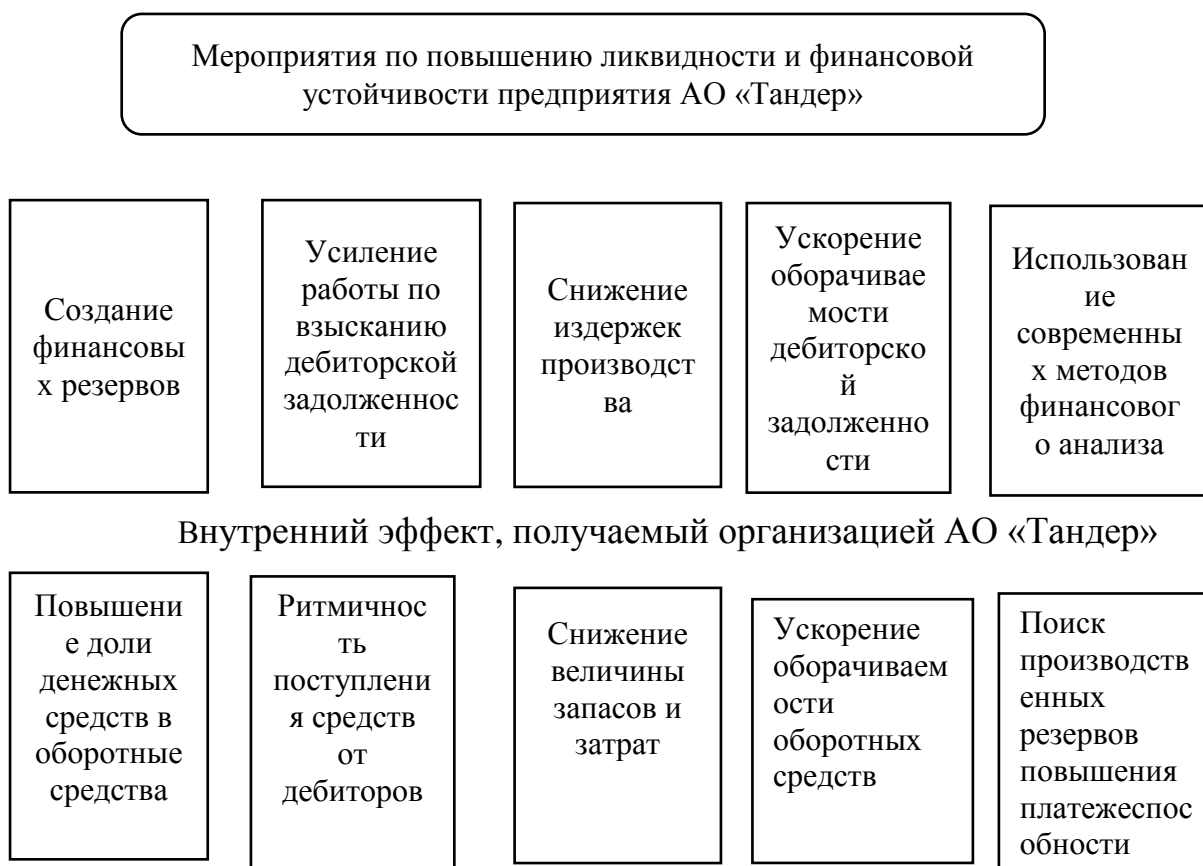 Мероприятия по повышению ликвидности и финансовой
устойчивости предприятия АО «Тандер»
Создание
финансовы
х резервов
Усиление
работы по
взысканию
дебиторской
задолженнос
ти
Снижение
издержек
производст
ва
Ускорение
оборачивае
мости
дебиторско
й
задолженно
сти
Использован
ие
современны
х методов
финансовог
о анализа
Внутренний эффект, получаемый организацией АО «Тандер»
Повышени
е доли
денежных
средств в
оборотные
средства
Ритмичнос
ть
поступлени
я средств
от
дебиторов
Снижение
величины
запасов и
затрат
Ускорение
оборачиваем
ости
оборотных
средств
Поиск
производств
енных
резервов
повышения
платежеспос
обности